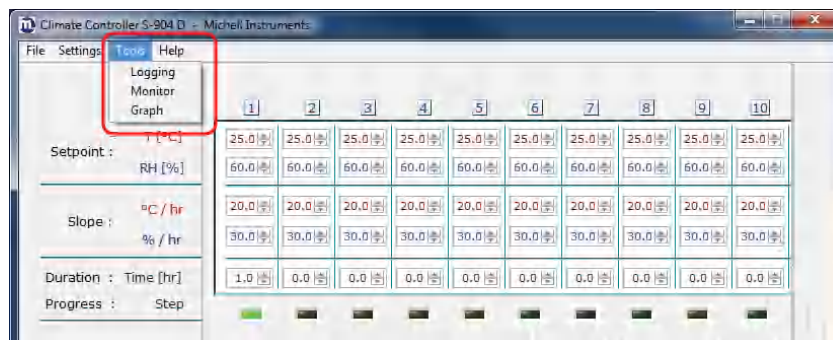 Climate Controller S-904 D - Michell Instruments
File Settings Tools Help
Logging
Monitor
Graph
1 2 3 4 5 6 7 8 9 10
T [°C] 25.0 25.0 25.0 25.0 25.0 25.0 25.0 25.0 25.0 25.0
Setpoint :
RH [%] 60.0 60.0 60.0 60.0 60.0 60.0 60.0 60.0 60.0 60.0
°C / hr 20.0 20.0 20.0 20.0 20.0 20.0 20.0 20.0 20.0 20.0
Slope :
% / hr 30.0 30.0 30.0 30.0 30.0 30.0 30.0 30.0 30.0 30.0
Duration : Time [hr] 1.0 0.0 0.0 0.0 0.0 0.0 0.0 0.0 0.0 0.0
Progress : Step